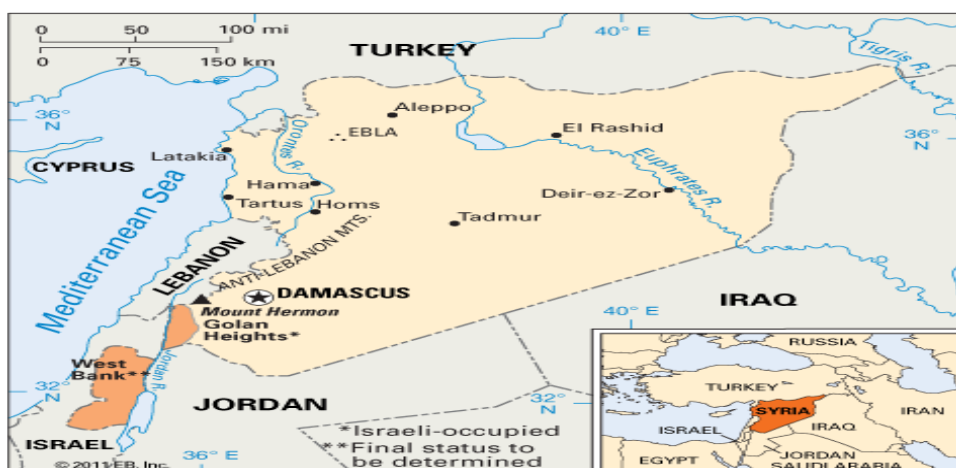 0 50 100 mi
0 75 150 km
TURKEY
40° E
Tigris R.
36°
N
Aleppo
EBLA
Orontes R.
El Rashid
36°
N
CYPRUS
Latakia
Euphrates R.
Hama
Deir-ez-Zor
Tartus
Homs
Tadmur
Mediterranean Sea
LEBANON
ANTI-LEBANON MTS.
DAMASCUS
Mount Hermon
Golan
Heights*
IRAQ
40° E
West
Bank**
Jordan R.
32°
N
JORDAN
32°
N
ISRAEL
*Israeli-occupied
**Final status to
be determined
© 2011 EB, Inc.
36° E
RUSSIA
TURKEY
SYRIA
IRAN
ISRAEL
IRAQ
JORDAN
EGYPT
SAUDI ARABIA